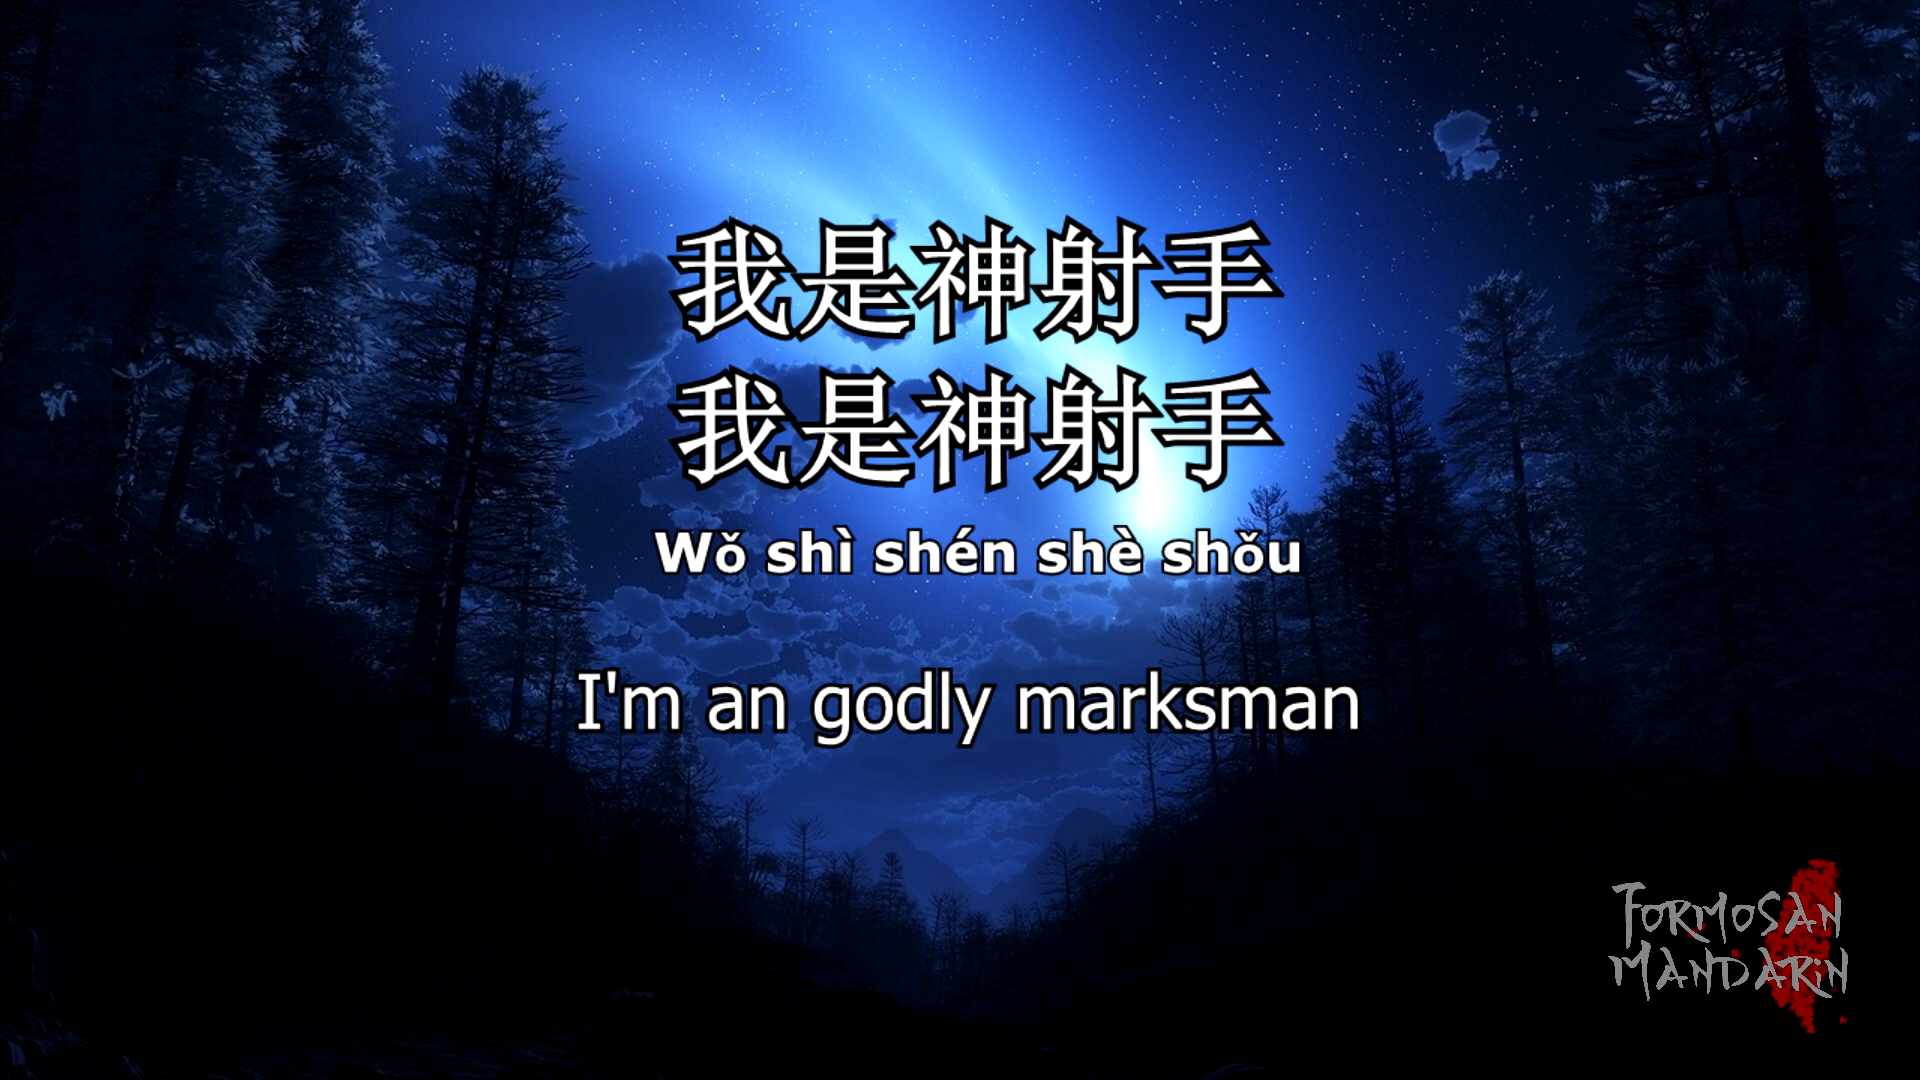 我是神射手
我是神射手
Wǒ shì shén shè shǒu
I'm an godly marksman
FORMOSAN
MANDARIN